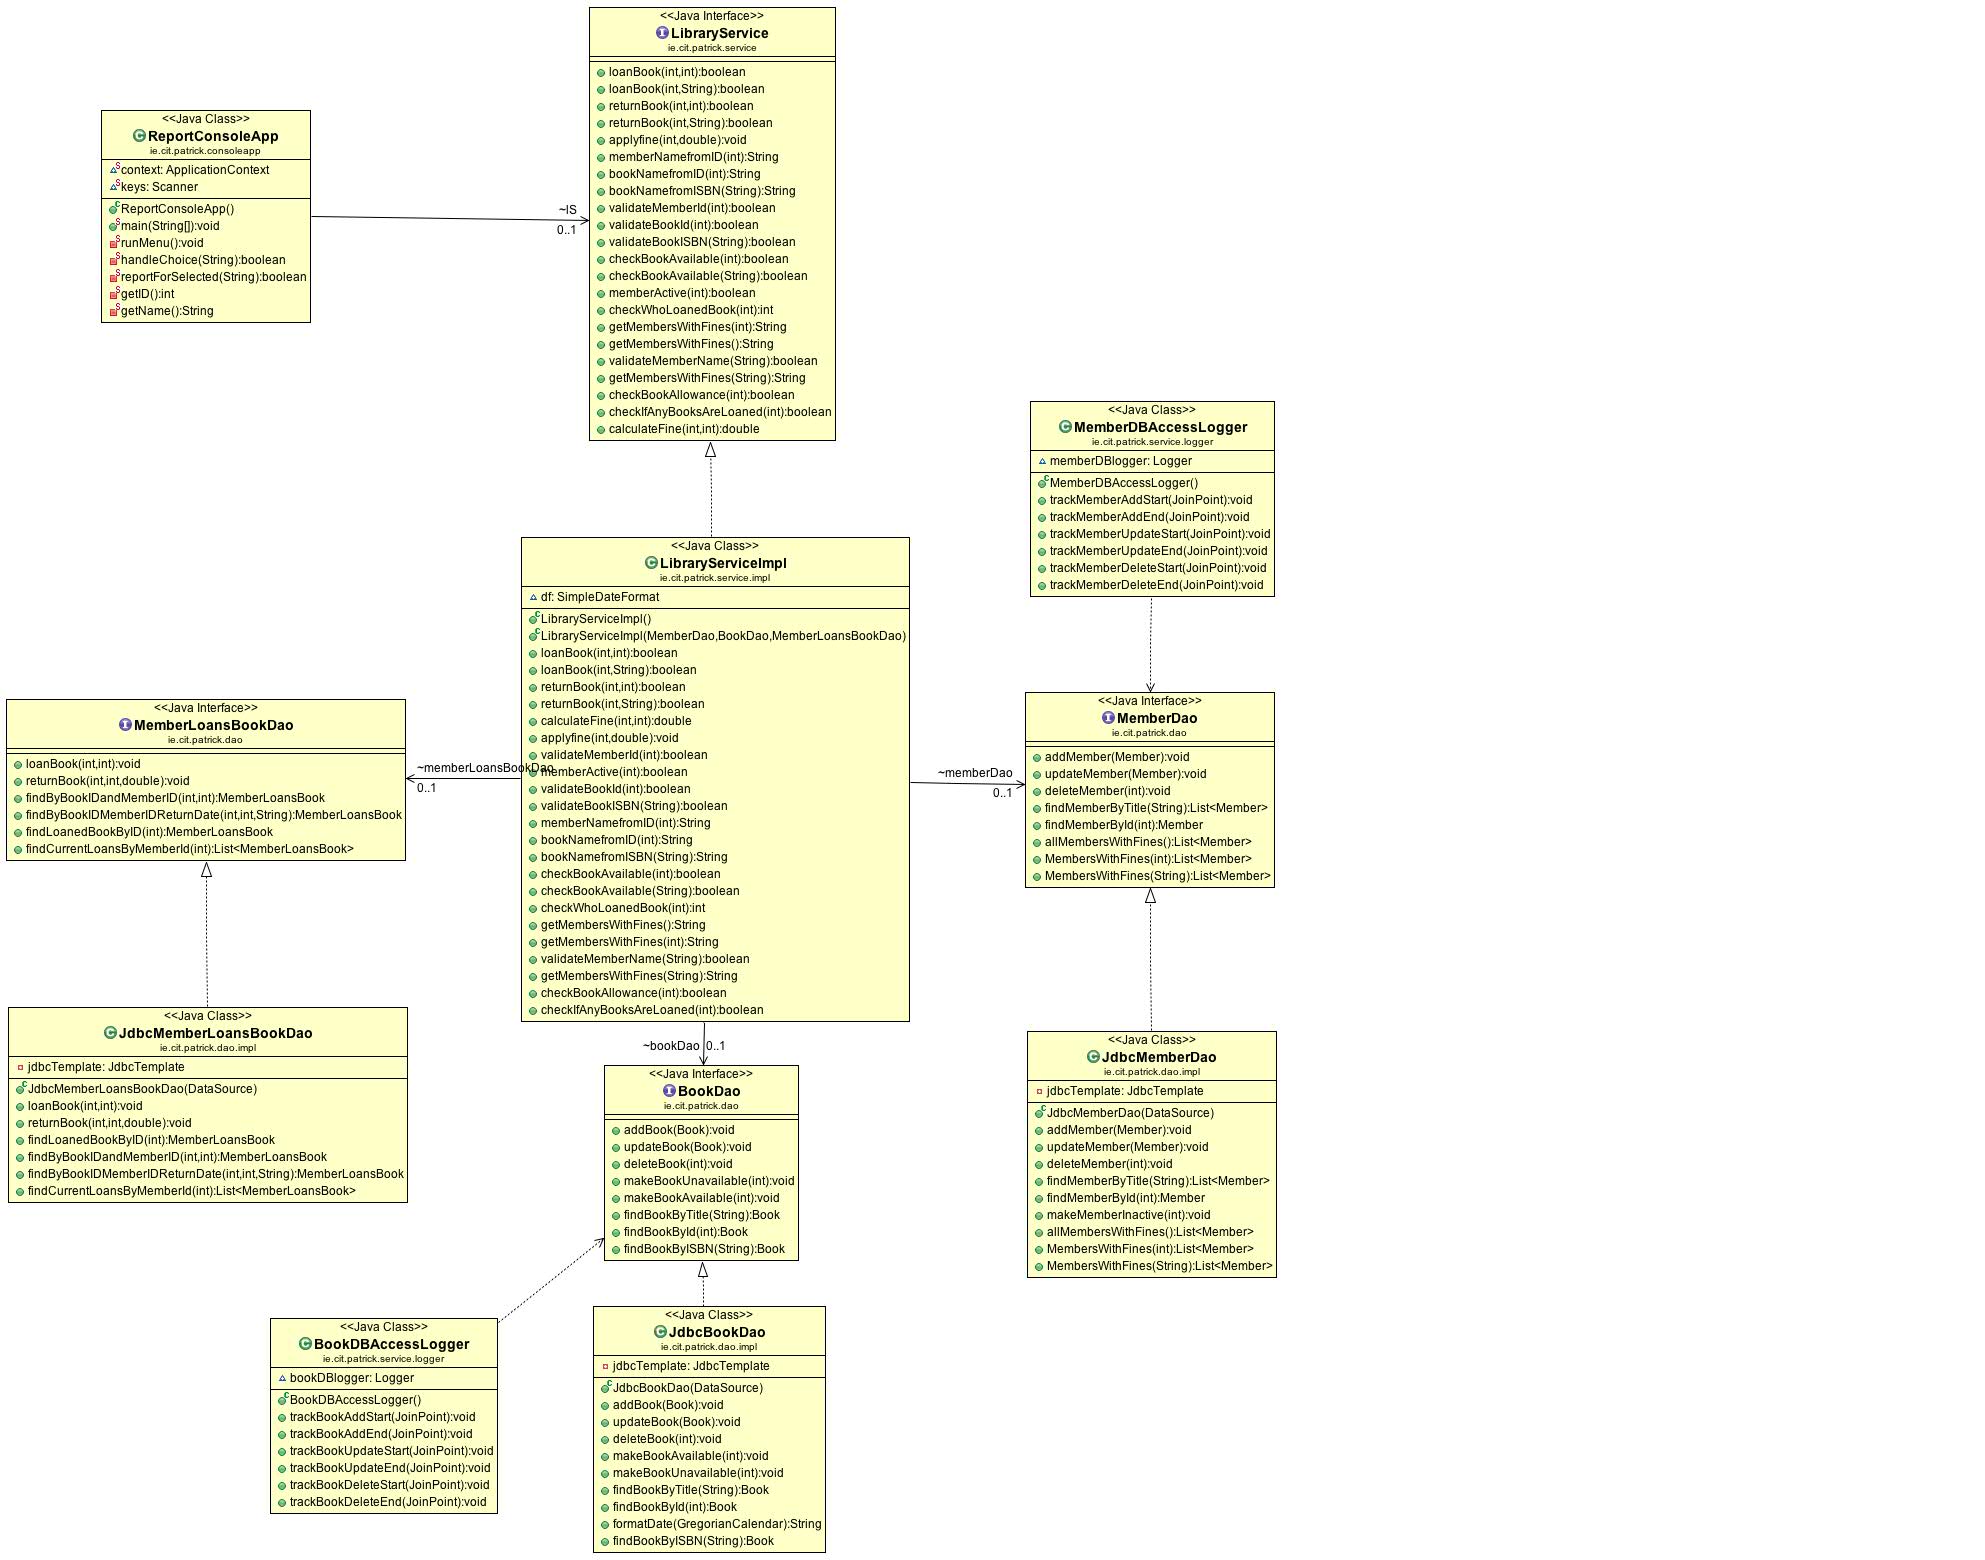 <<Java Interface>>
LibraryService
ie.cit.patrick.service
loanBook(int,int):boolean
loanBook(int,String):boolean
returnBook(int,int):boolean
returnBook(int,String):boolean
applyfine(int,double):void
memberNamefromID(int):String
bookNamefromID(int):String
bookNamefromISBN(String):String
validateMemberId(int):boolean
validateBookId(int):boolean
validateBookISBN(String):boolean
checkBookAvailable(int):boolean
checkBookAvailable(String):boolean
memberActive(int):boolean
checkWhoLoanedBook(int):int
getMembersWithFines(int):String
getMembersWithFines():String
validateMemberName(String):boolean
getMembersWithFines(String):String
checkBookAllowance(int):boolean
checkIfAnyBooksAreLoaned(int):boolean
calculateFine(int,int):double
<<Java Class>>
ReportConsoleApp
ie.cit.patrick.consoleapp
context: ApplicationContext
keys: Scanner
ReportConsoleApp()
main(String[]):void
runMenu():void
handleChoice(String):boolean
reportForSelected(String):boolean
getID():int
getName():String
~lS
0..1
<<Java Class>>
MemberDBAccessLogger
ie.cit.patrick.service.logger
memberDBlogger: Logger
MemberDBAccessLogger()
trackMemberAddStart(JoinPoint):void
trackMemberAddEnd(JoinPoint):void
trackMemberUpdateStart(JoinPoint):void
trackMemberUpdateEnd(JoinPoint):void
trackMemberDeleteStart(JoinPoint):void
trackMemberDeleteEnd(JoinPoint):void
<<Java Class>>
LibraryServiceImpl
ie.cit.patrick.service.impl
df: SimpleDateFormat
LibraryServiceImpl()
LibraryServiceImpl(MemberDao,BookDao,MemberLoansBookDao)
loanBook(int,int):boolean
loanBook(int,String):boolean
returnBook(int,int):boolean
returnBook(int,String):boolean
calculateFine(int,int):double
applyfine(int,double):void
validateMemberId(int):boolean
memberActive(int):boolean
validateBookId(int):boolean
validateBookISBN(String):boolean
memberNamefromID(int):String
bookNamefromID(int):String
bookNamefromISBN(String):String
checkBookAvailable(int):boolean
checkBookAvailable(String):boolean
checkWhoLoanedBook(int):int
getMembersWithFines():String
getMembersWithFines(int):String
validateMemberName(String):boolean
getMembersWithFines(String):String
checkBookAllowance(int):boolean
checkIfAnyBooksAreLoaned(int):boolean
<<Java Interface>>
MemberLoansBookDao
ie.cit.patrick.dao
loanBook(int,int):void
returnBook(int,int,double):void
findByBookIDandMemberID(int,int):MemberLoansBook
findByBookIDMemberIDReturnDate(int,int,String):MemberLoansBook
findLoanedBookByID(int):MemberLoansBook
findCurrentLoansByMemberId(int):List<MemberLoansBook>
~memberLoansBookDao
0..1
~memberDao
0..1
<<Java Interface>>
MemberDao
ie.cit.patrick.dao
addMember(Member):void
updateMember(Member):void
deleteMember(int):void
findMemberByTitle(String):List<Member>
findMemberById(int):Member
allMembersWithFines():List<Member>
MembersWithFines(int):List<Member>
MembersWithFines(String):List<Member>
<<Java Class>>
JdbcMemberLoansBookDao
ie.cit.patrick.dao.impl
jdbcTemplate: JdbcTemplate
JdbcMemberLoansBookDao(DataSource)
loanBook(int,int):void
returnBook(int,int,double):void
findLoanedBookByID(int):MemberLoansBook
findByBookIDandMemberID(int,int):MemberLoansBook
findByBookIDMemberIDReturnDate(int,int,String):MemberLoansBook
findCurrentLoansByMemberId(int):List<MemberLoansBook>
~bookDao 0..1
<<Java Interface>>
BookDao
ie.cit.patrick.dao
addBook(Book):void
updateBook(Book):void
deleteBook(int):void
makeBookUnavailable(int):void
makeBookAvailable(int):void
findBookByTitle(String):Book
findBookById(int):Book
findBookByISBN(String):Book
<<Java Class>>
JdbcMemberDao
ie.cit.patrick.dao.impl
jdbcTemplate: JdbcTemplate
JdbcMemberDao(DataSource)
addMember(Member):void
updateMember(Member):void
deleteMember(int):void
findMemberByTitle(String):List<Member>
findMemberById(int):Member
makeMemberInactive(int):void
allMembersWithFines():List<Member>
MembersWithFines(int):List<Member>
MembersWithFines(String):List<Member>
<<Java Class>>
BookDBAccessLogger
ie.cit.patrick.service.logger
bookDBlogger: Logger
BookDBAccessLogger()
trackBookAddStart(JoinPoint):void
trackBookAddEnd(JoinPoint):void
trackBookUpdateStart(JoinPoint):void
trackBookUpdateEnd(JoinPoint):void
trackBookDeleteStart(JoinPoint):void
trackBookDeleteEnd(JoinPoint):void
<<Java Class>>
JdbcBookDao
ie.cit.patrick.dao.impl
jdbcTemplate: JdbcTemplate
JdbcBookDao(DataSource)
addBook(Book):void
updateBook(Book):void
deleteBook(int):void
makeBookAvailable(int):void
makeBookUnavailable(int):void
findBookByTitle(String):Book
findBookById(int):Book
formatDate(GregorianCalendar):String
findBookByISBN(String):Book